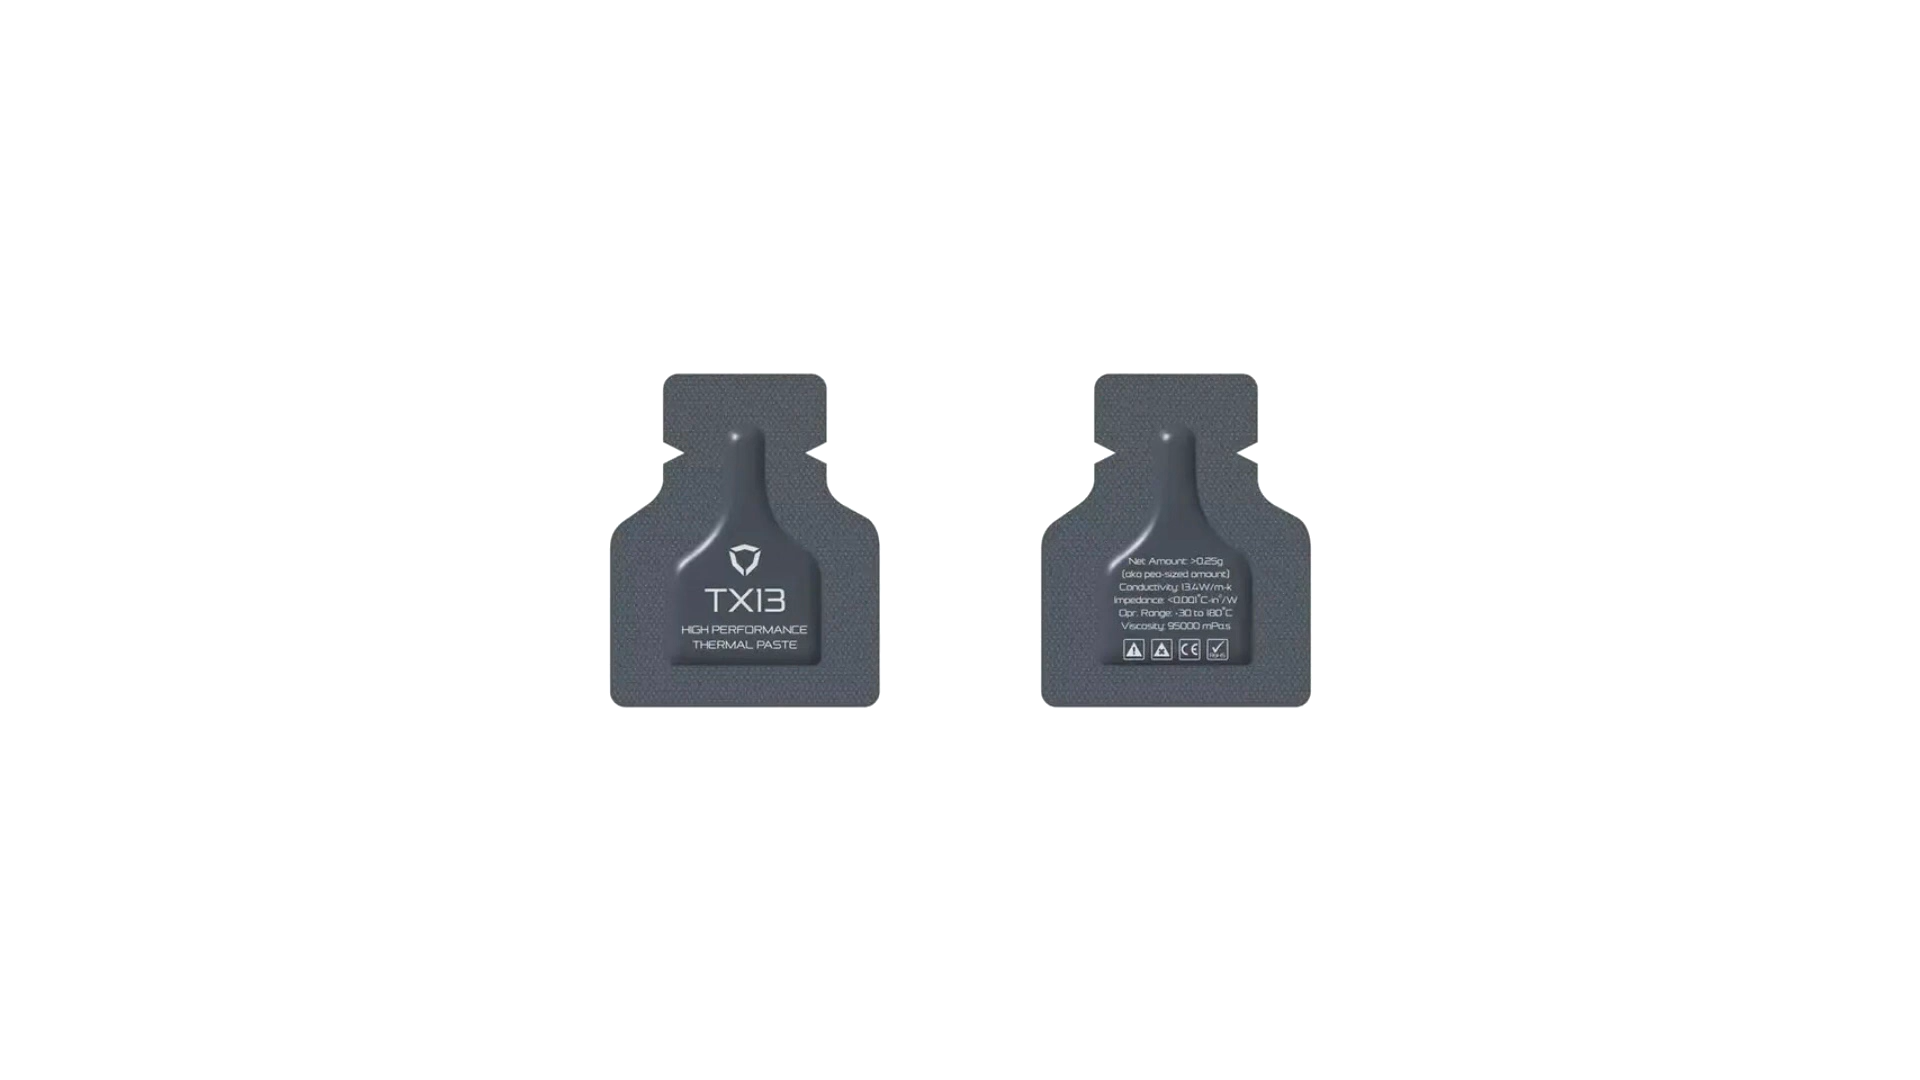 TX13
HIGH PERFORMANCE
THERMAL PASTE
Net Amount: >0.25g
(aka pea-sized amount)
Conductivity: 13.4W/m-k
Impedance: <0.001°C-in²/W
Opr. Range: -30 to 180°C
Viscosity: 95000 mPa.s
CE
RoHS